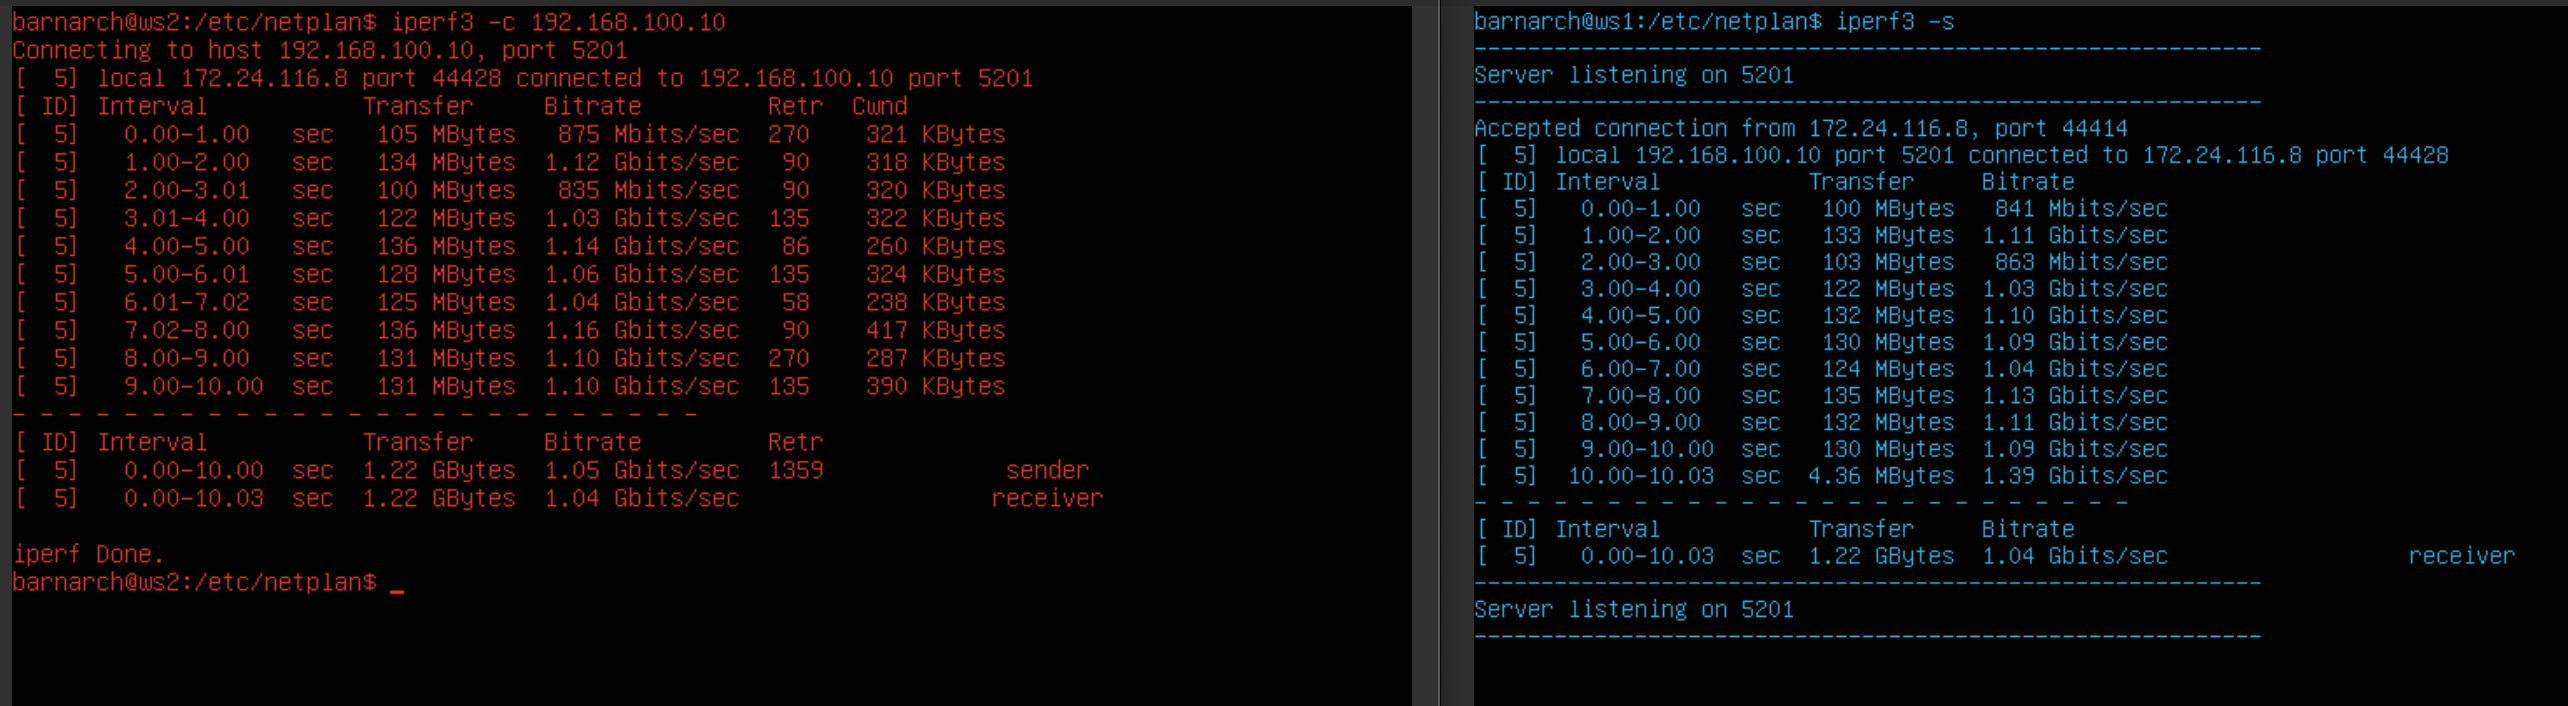 barnarch@ws2:/etc/netplan$ iperf3 -c 192.168.100.10
Connecting to host 192.168.100.10, port 5201
[  5] local 172.24.116.8 port 44428 connected to 192.168.100.10 port 5201
[ ID] Interval           Transfer     Bitrate         Retr  Cwnd
[  5]   0.00-1.00   sec   105 MBytes   875 Mbits/sec  270    321 KBytes
[  5]   1.00-2.00   sec   134 MBytes  1.12 Gbits/sec   90    318 KBytes
[  5]   2.00-3.01   sec   100 MBytes   835 Mbits/sec   90    320 KBytes
[  5]   3.01-4.00   sec   122 MBytes  1.03 Gbits/sec  135    322 KBytes
[  5]   4.00-5.00   sec   136 MBytes  1.14 Gbits/sec   86    260 KBytes
[  5]   5.00-6.01   sec   128 MBytes  1.06 Gbits/sec  135    324 KBytes
[  5]   6.01-7.02   sec   125 MBytes  1.04 Gbits/sec   58    238 KBytes
[  5]   7.02-8.00   sec   136 MBytes  1.16 Gbits/sec   90    417 KBytes
[  5]   8.00-9.00   sec   131 MBytes  1.10 Gbits/sec  270    287 KBytes
[  5]   9.00-10.00  sec   131 MBytes  1.10 Gbits/sec  135    390 KBytes
- - - - - - - - - - - - - - - - - - - - - - - - -
[ ID] Interval           Transfer     Bitrate         Retr
[  5]   0.00-10.00  sec  1.22 GBytes  1.05 Gbits/sec  1359             sender
[  5]   0.00-10.03  sec  1.22 GBytes  1.04 Gbits/sec                  receiver
iperf Done.
barnarch@ws2:/etc/netplan$ _
barnarch@ws1:/etc/netplan$ iperf3 -s
-----------------------------------------------------------
Server listening on 5201
-----------------------------------------------------------
Accepted connection from 172.24.116.8, port 44414
[  5] local 192.168.100.10 port 5201 connected to 172.24.116.8 port 44428
[ ID] Interval           Transfer     Bitrate
[  5]   0.00-1.00   sec   100 MBytes   841 Mbits/sec
[  5]   1.00-2.00   sec   133 MBytes  1.11 Gbits/sec
[  5]   2.00-3.00   sec   103 MBytes   863 Mbits/sec
[  5]   3.00-4.00   sec   122 MBytes  1.03 Gbits/sec
[  5]   4.00-5.00   sec   132 MBytes  1.10 Gbits/sec
[  5]   5.00-6.00   sec   130 MBytes  1.09 Gbits/sec
[  5]   6.00-7.00   sec   124 MBytes  1.04 Gbits/sec
[  5]   7.00-8.00   sec   135 MBytes  1.13 Gbits/sec
[  5]   8.00-9.00   sec   132 MBytes  1.11 Gbits/sec
[  5]   9.00-10.00  sec   130 MBytes  1.09 Gbits/sec
[  5]  10.00-10.03  sec  4.36 MBytes  1.39 Gbits/sec
- - - - - - - - - - - - - - - - - - - - - - - - -
[ ID] Interval           Transfer     Bitrate
[  5]   0.00-10.03  sec  1.22 GBytes  1.04 Gbits/sec                  receiver
-----------------------------------------------------------
Server listening on 5201
-----------------------------------------------------------